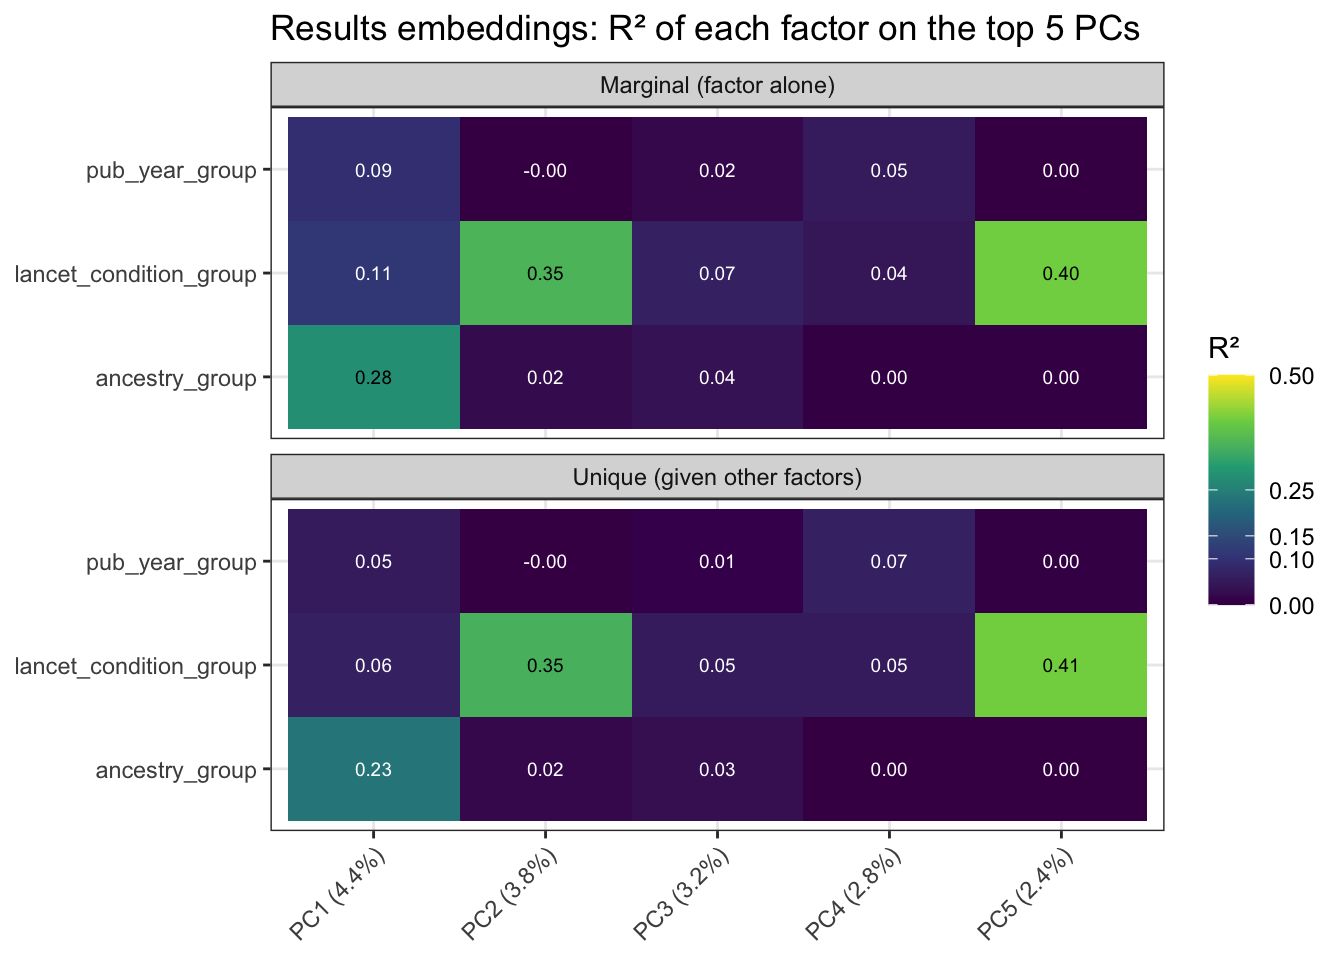 Results embeddings: R² of each factor on the top 5 PCs
Marginal (factor alone)
pub_year_group 0.09 -0.00 0.02 0.05 0.00
lancet_condition_group 0.11 0.35 0.07 0.04 0.40
ancestry_group 0.28 0.02 0.04 0.00 0.00
Unique (given other factors)
pub_year_group 0.05 -0.00 0.01 0.07 0.00
lancet_condition_group 0.06 0.35 0.05 0.05 0.41
ancestry_group 0.23 0.02 0.03 0.00 0.00
PC1 (4.4%) PC2 (3.8%) PC3 (3.2%) PC4 (2.8%) PC5 (2.4%)
R²
0.50
0.25
0.15
0.10
0.00